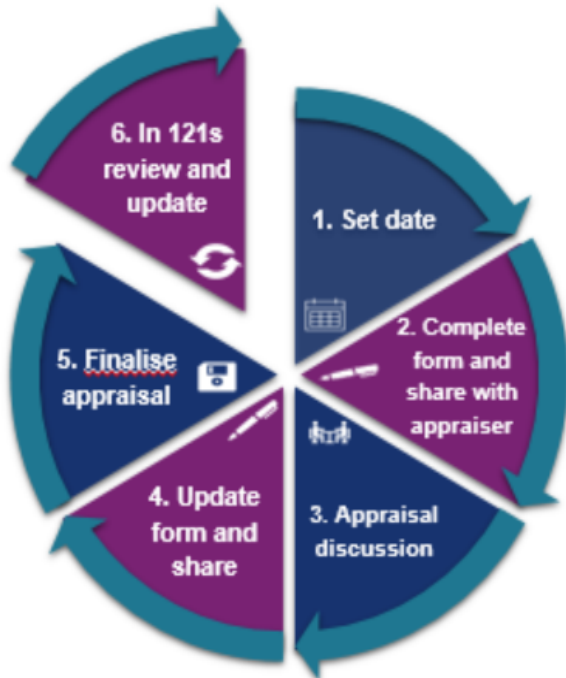 1. Set date
2. Complete
form and
share with
appraiser
3. Appraisal
discussion
4. Update
form and
share
5. Finalise
appraisal
6. In 121s
review and
update